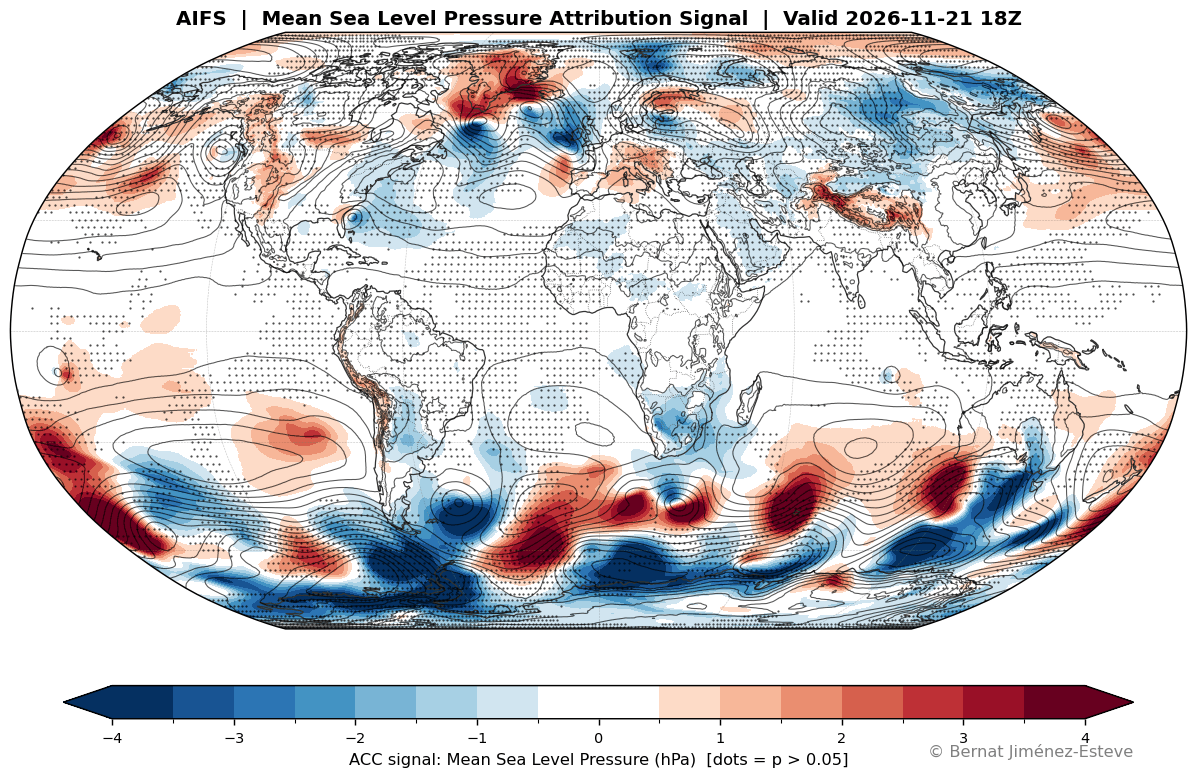 AIFS | Mean Sea Level Pressure Attribution Signal | Valid 2026-11-21 18Z
−4 −3 −2 −1 0 1 2 3 4
ACC signal: Mean Sea Level Pressure (hPa) [dots = p > 0.05]
© Bernat Jiménez-Esteve